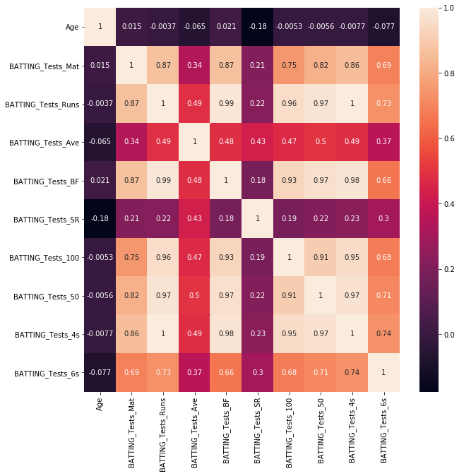 Age 1 0.015 -0.0037 -0.065 0.021 -0.18 -0.0053 -0.0056 -0.0077 -0.077
BATTING_Tests_Mat 0.015 1 0.87 0.34 0.87 0.21 0.75 0.82 0.86 0.69
BATTING_Tests_Runs -0.0037 0.87 1 0.49 0.99 0.22 0.96 0.97 1 0.73
BATTING_Tests_Ave -0.065 0.34 0.49 1 0.48 0.43 0.47 0.5 0.49 0.37
BATTING_Tests_BF 0.021 0.87 0.99 0.48 1 0.18 0.93 0.97 0.98 0.66
BATTING_Tests_SR -0.18 0.21 0.22 0.43 0.18 1 0.19 0.22 0.23 0.3
BATTING_Tests_100 -0.0053 0.75 0.96 0.47 0.93 0.19 1 0.91 0.95 0.68
BATTING_Tests_50 -0.0056 0.82 0.97 0.5 0.97 0.22 0.91 1 0.97 0.71
BATTING_Tests_4s -0.0077 0.86 1 0.49 0.98 0.23 0.95 0.97 1 0.74
BATTING_Tests_6s -0.077 0.69 0.73 0.37 0.66 0.3 0.68 0.71 0.74 1
Age
BATTING_Tests_Mat
BATTING_Tests_Runs
BATTING_Tests_Ave
BATTING_Tests_BF
BATTING_Tests_SR
BATTING_Tests_100
BATTING_Tests_50
BATTING_Tests_4s
BATTING_Tests_6s
1.0
0.8
0.6
0.4
0.2
0.0